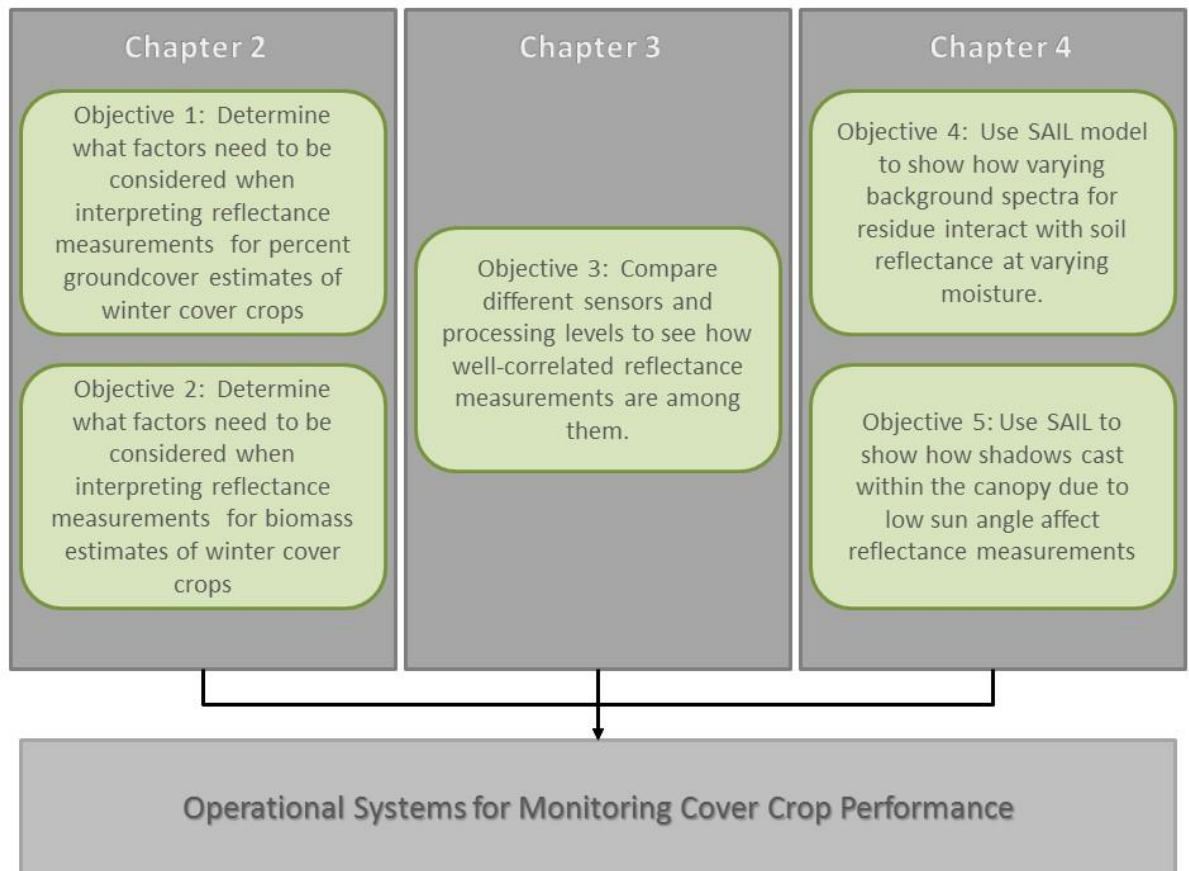 Chapter 2
Objective 1: Determine
what factors need to be
considered when
interpreting reflectance
measurements for percent
groundcover estimates of
winter cover crops
Objective 2: Determine
what factors need to be
considered when
interpreting reflectance
measurements for biomass
estimates of winter cover
crops
Chapter 3
Objective 3: Compare
different sensors and
processing levels to see how
well-correlated reflectance
measurements are among
them.
Chapter 4
Objective 4: Use SAIL model
to show how varying
background spectra for
residue interact with soil
reflectance at varying
moisture.
Objective 5: Use SAIL to
show how shadows cast
within the canopy due to
low sun angle affect
reflectance measurements
Operational Systems for Monitoring Cover Crop Performance